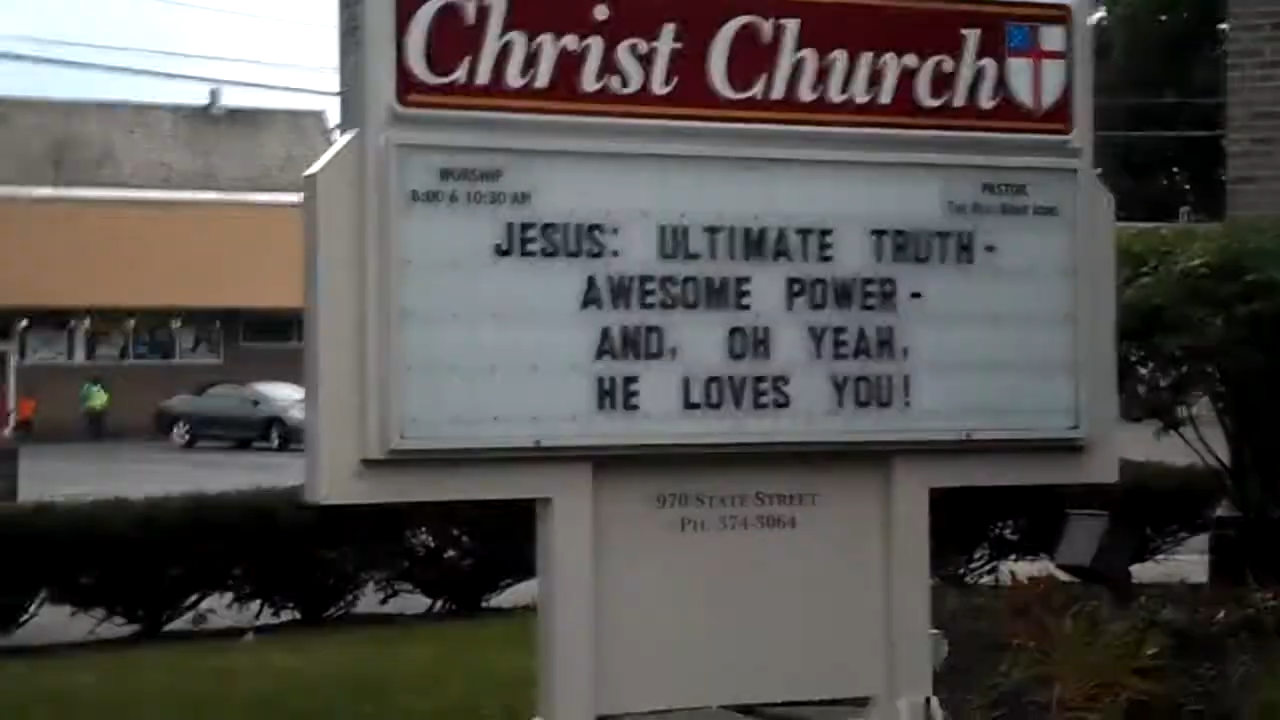 Christ Church
WORSHIP
8:00 & 10:30 AM
PASTOR
JESUS: ULTIMATE TRUTH-
AWESOME POWER-
AND, OH YEAH,
HE LOVES YOU!
970 STATE STREET
PH. 374-3064